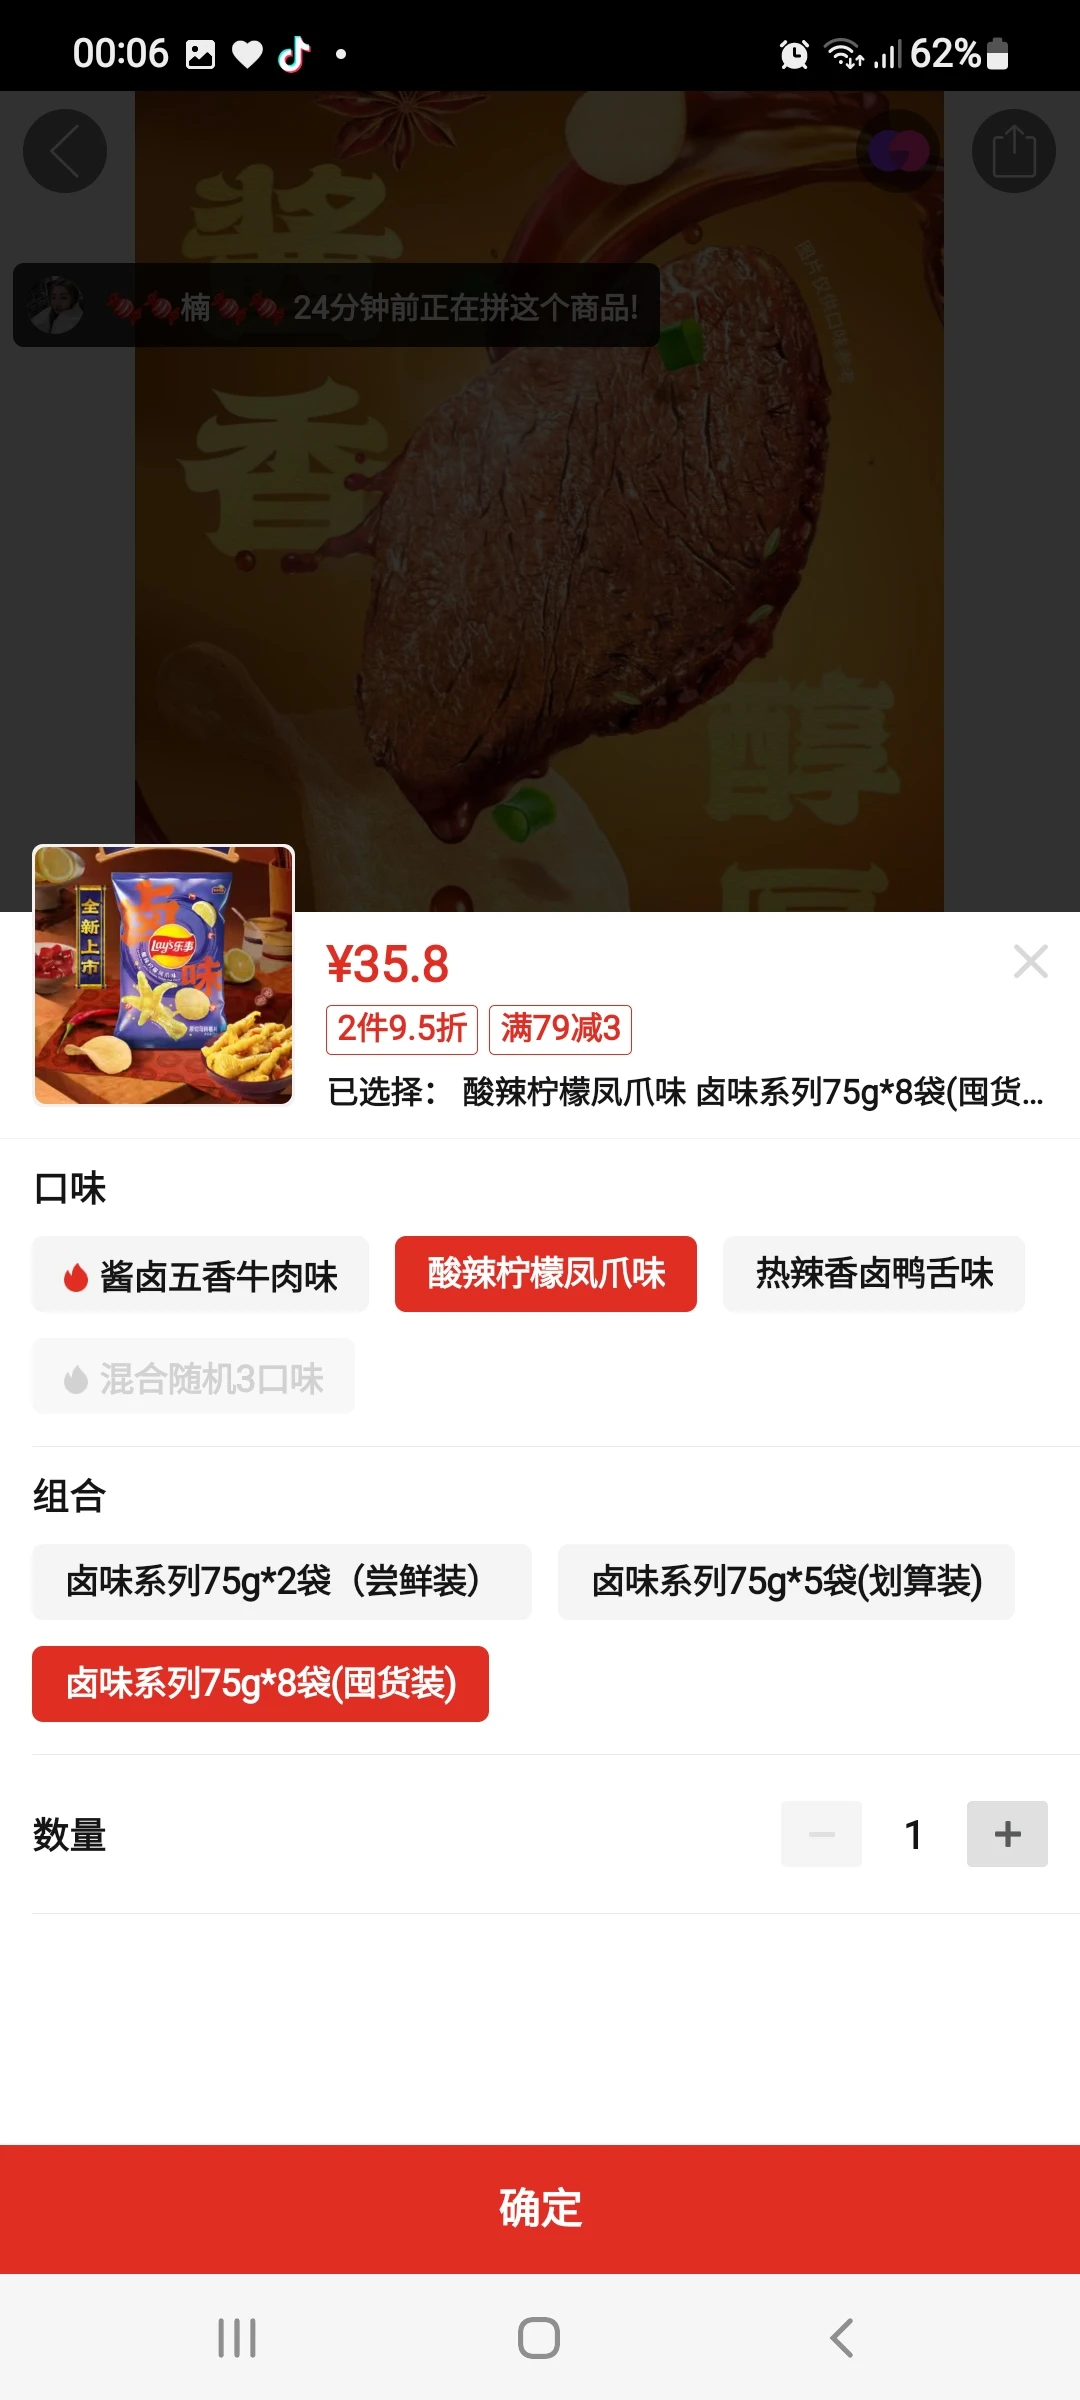 00:06
62%
酱
楠 24分钟前正在拼这个商品!
图片仅供口味参考
香
醇
厚
全新上市
卤
Lay's乐事
味
¥35.8
2件9.5折 满79减3
已选择： 酸辣柠檬凤爪味 卤味系列75g*8袋(囤货...
口味
酱卤五香牛肉味 酸辣柠檬凤爪味 热辣香卤鸭舌味
混合随机3口味
组合
卤味系列75g*2袋（尝鲜装） 卤味系列75g*5袋(划算装)
卤味系列75g*8袋(囤货装)
数量 1
确定